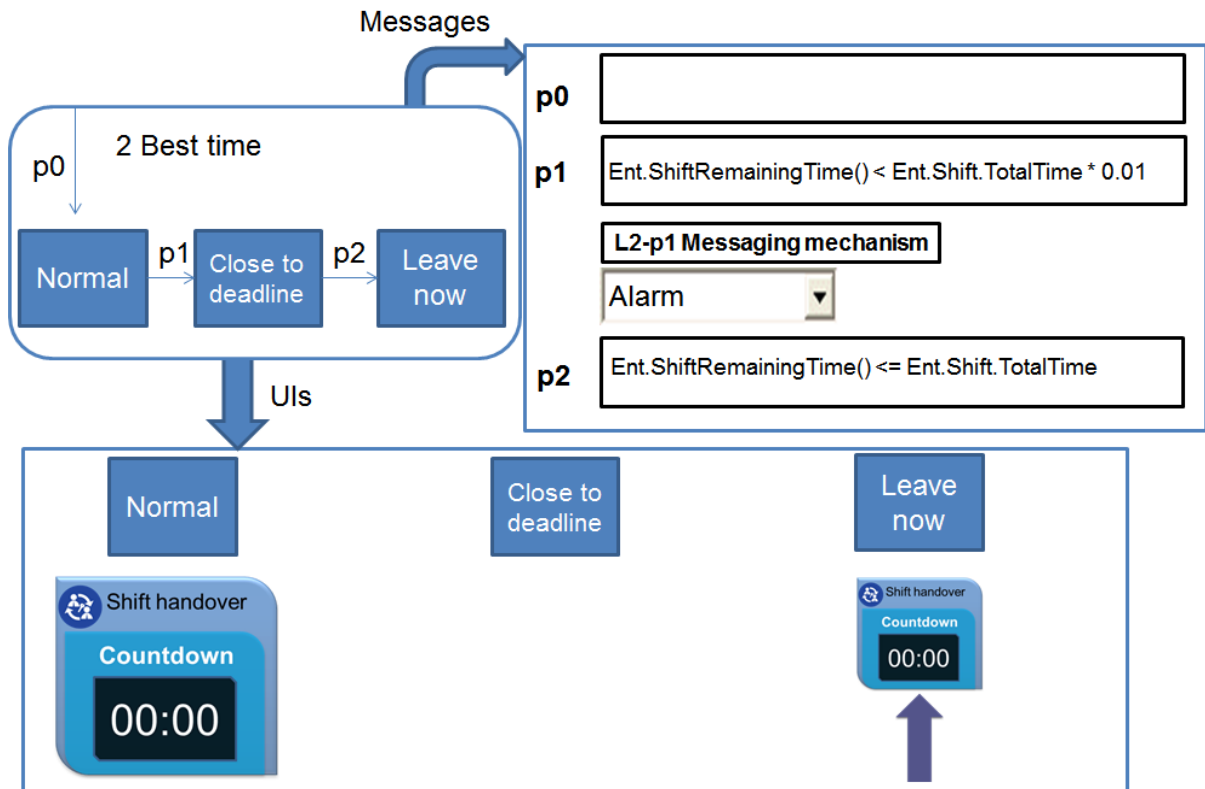 Messages
2 Best time
p0
Normal
p1
Close to
deadline
p2
Leave
now
p0
p1
Ent.ShiftRemainingTime() < Ent.Shift.TotalTime * 0.01
L2-p1 Messaging mechanism
Alarm
p2
Ent.ShiftRemainingTime() <= Ent.Shift.TotalTime
UIs
Normal
Close to
deadline
Leave
now
Shift handover
Countdown
00:00
Shift handover
Countdown
00:00